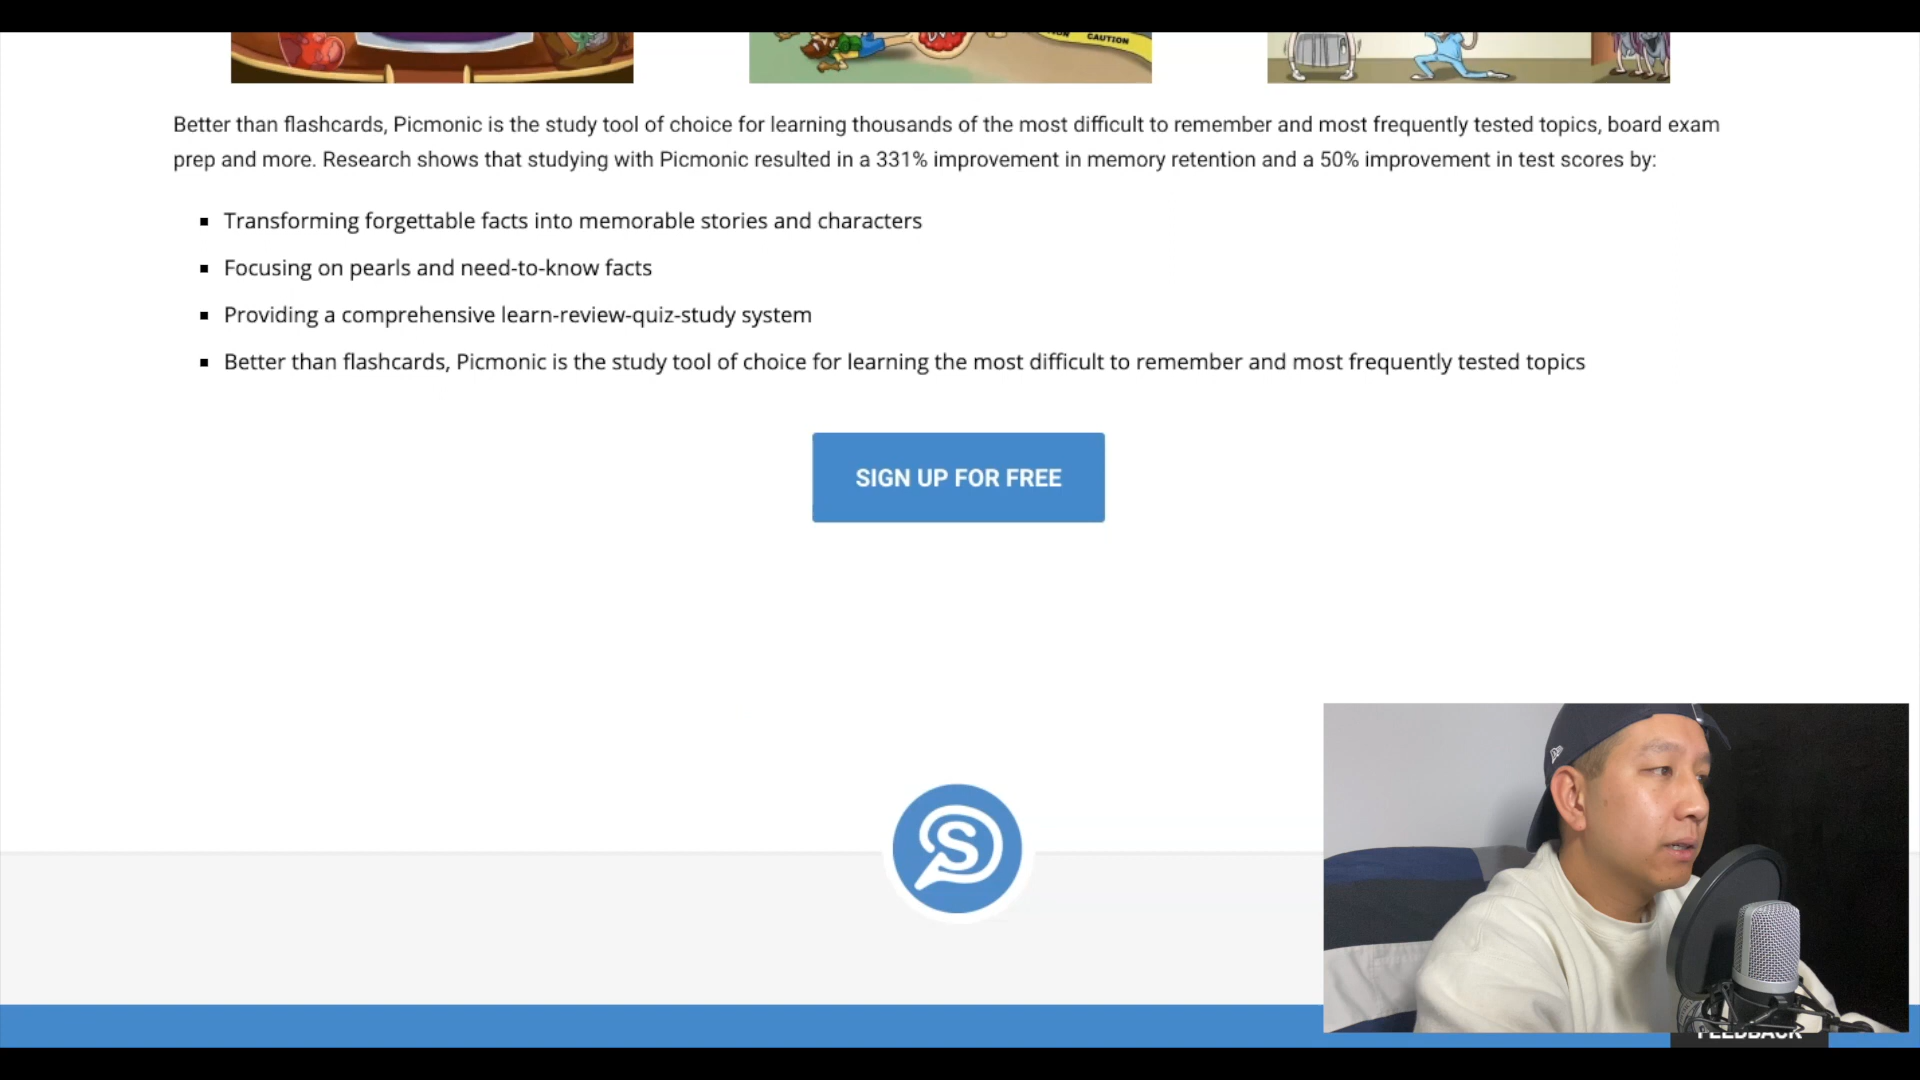 CAUTION
Better than flashcards, Picmonic is the study tool of choice for learning thousands of the most difficult to remember and most frequently tested topics, board exam
prep and more. Research shows that studying with Picmonic resulted in a 331% improvement in memory retention and a 50% improvement in test scores by:
Transforming forgettable facts into memorable stories and characters
Focusing on pearls and need-to-know facts
Providing a comprehensive learn-review-quiz-study system
Better than flashcards, Picmonic is the study tool of choice for learning the most difficult to remember and most frequently tested topics
SIGN UP FOR FREE
S
FEEDBACK